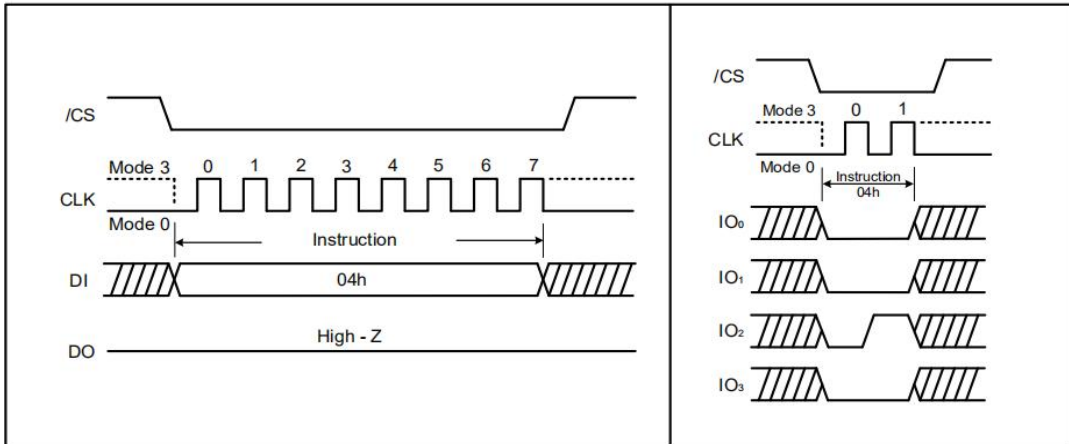 /CS
Mode 3 0 1 2 3 4 5 6 7
CLK
Mode 0
Instruction
DI 04h
High - Z
DO
/CS
Mode 3 0 1
CLK
Mode 0
Instruction
04h
IO₀
IO₁
IO₂
IO₃